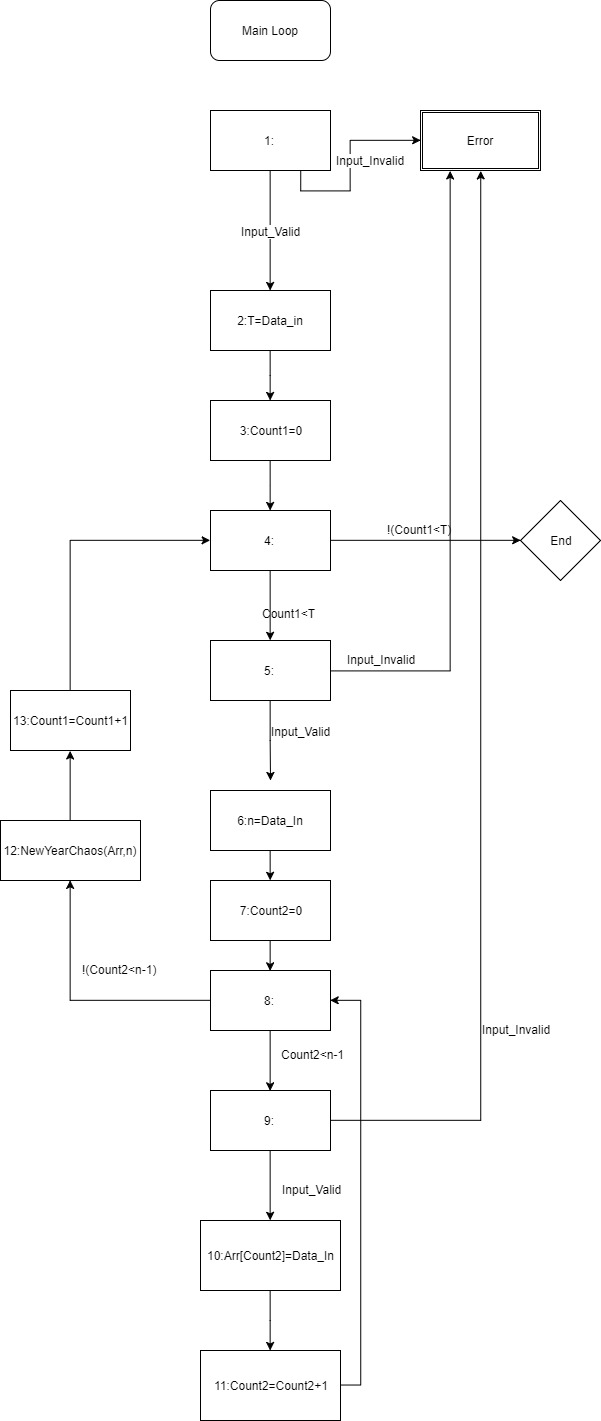 Main Loop
1:
Error
Input_Invalid
Input_Valid
2:T=Data_in
3:Count1=0
4:
!(Count1<T)
End
Count1<T
5:
Input_Invalid
Input_Valid
13:Count1=Count1+1
6:n=Data_In
12:NewYearChaos(Arr,n)
7:Count2=0
!(Count2<n-1)
8:
Input_Invalid
Count2<n-1
9:
Input_Valid
10:Arr[Count2]=Data_In
11:Count2=Count2+1